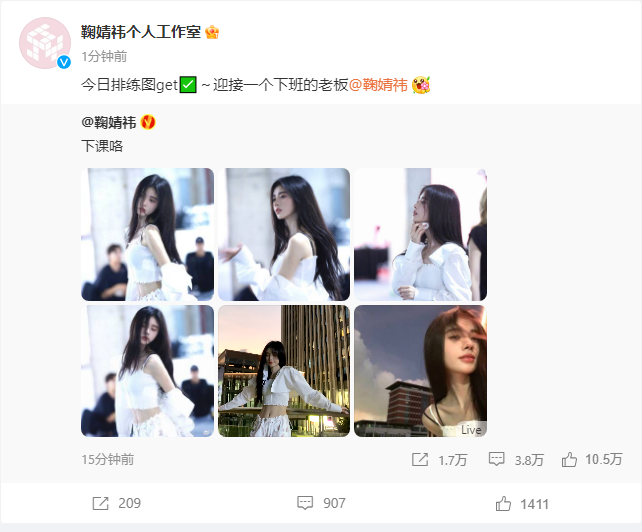 鞠婧祎个人工作室
1分钟前
今日排练图get✅～迎接一个下班的老板@鞠婧祎
@鞠婧祎
下课咯
Live
15分钟前 1.7万 3.8万 10.5万
209 907 1411